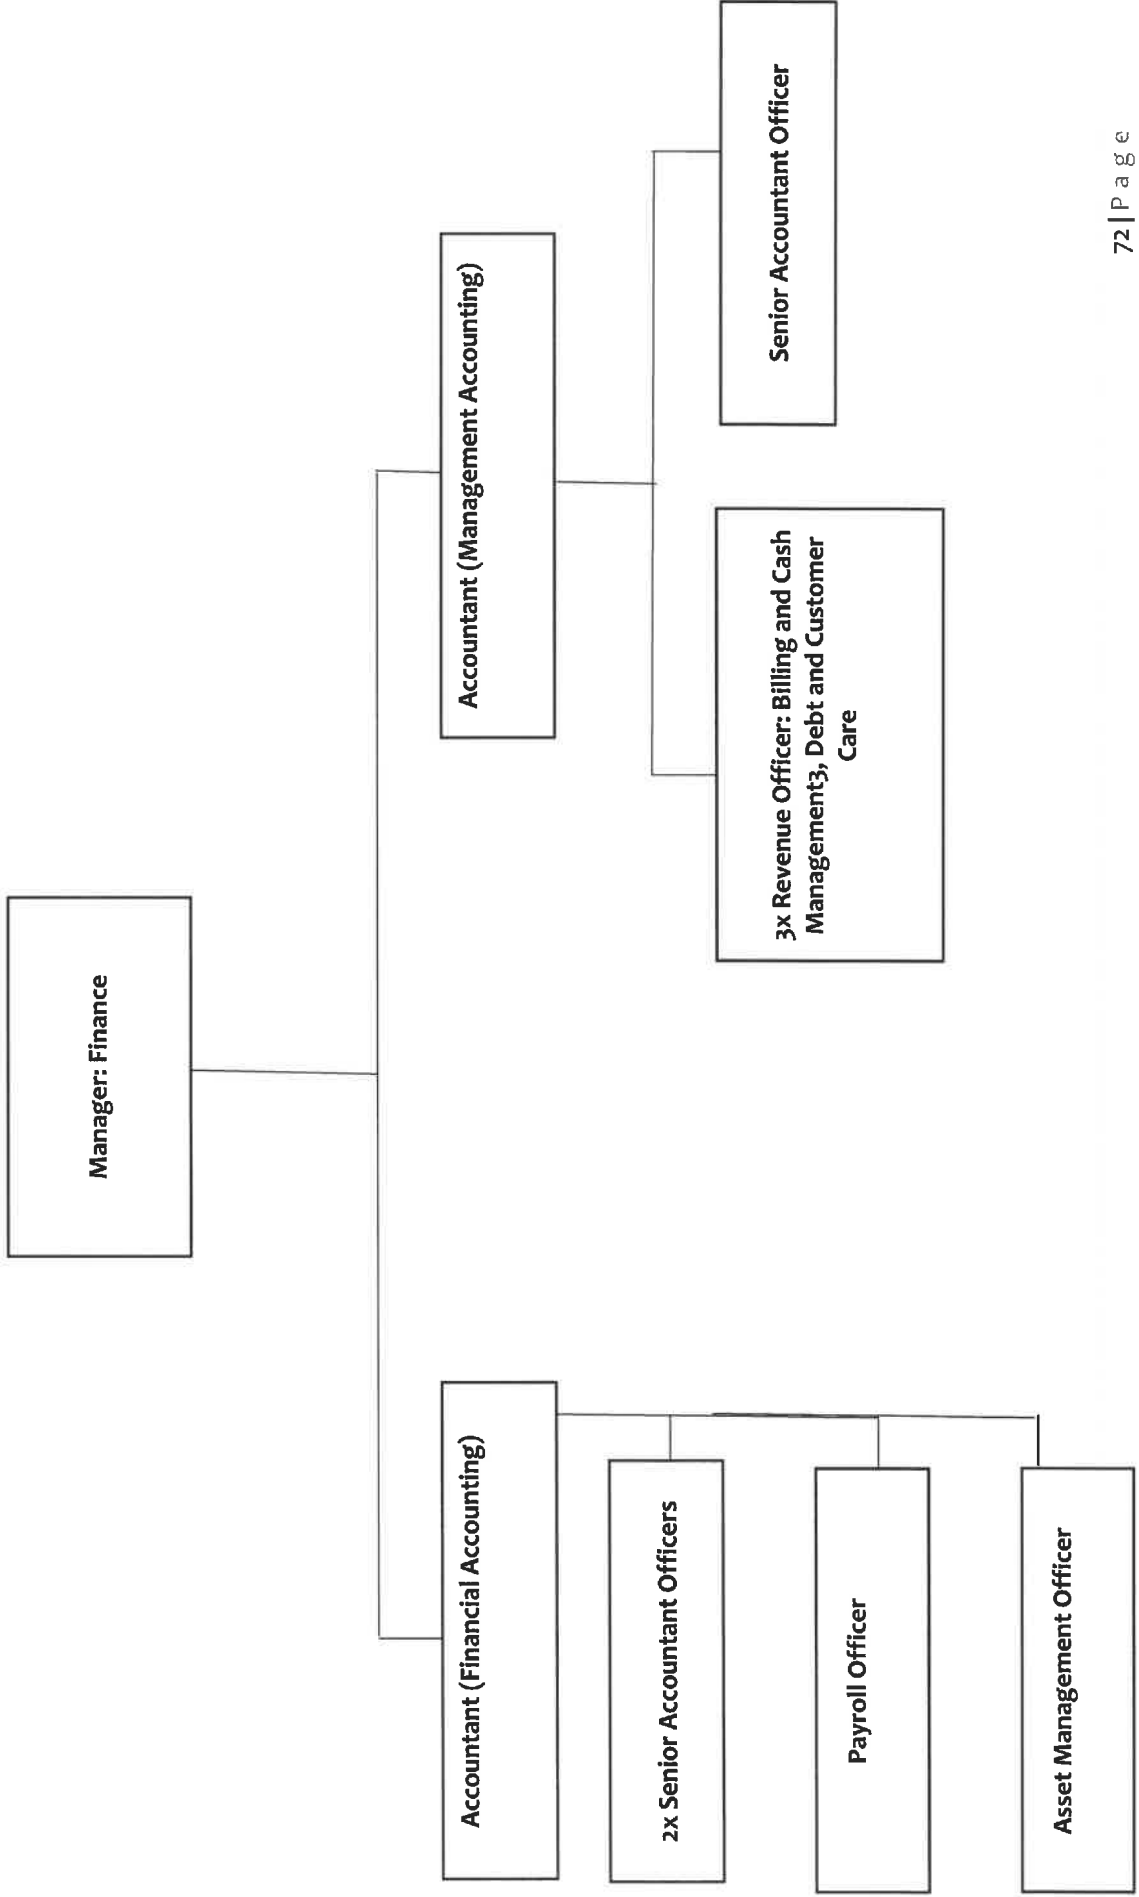 Manager: Finance
Accountant (Financial Accounting)
Accountant (Management Accounting)
2x Senior Accountant Officers
Payroll Officer
Asset Management Officer
3x Revenue Officer: Billing and Cash
Management3, Debt and Customer
Care
Senior Accountant Officer
72 | P a g e